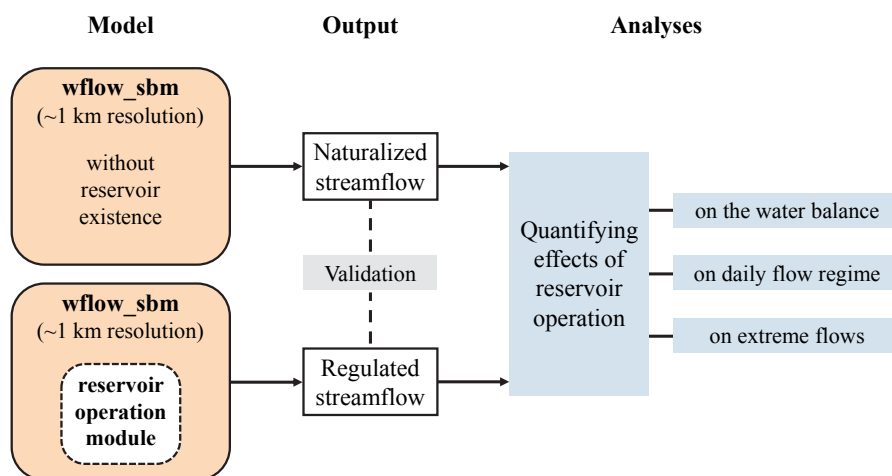 Model
Output
Analyses
wflow_sbm
(~1 km resolution)
without
reservoir
existence
Naturalized
streamflow
Validation
wflow_sbm
(~1 km resolution)
reservoir
operation
module
Regulated
streamflow
Quantifying
effects of
reservoir
operation
on the water balance
on daily flow regime
on extreme flows